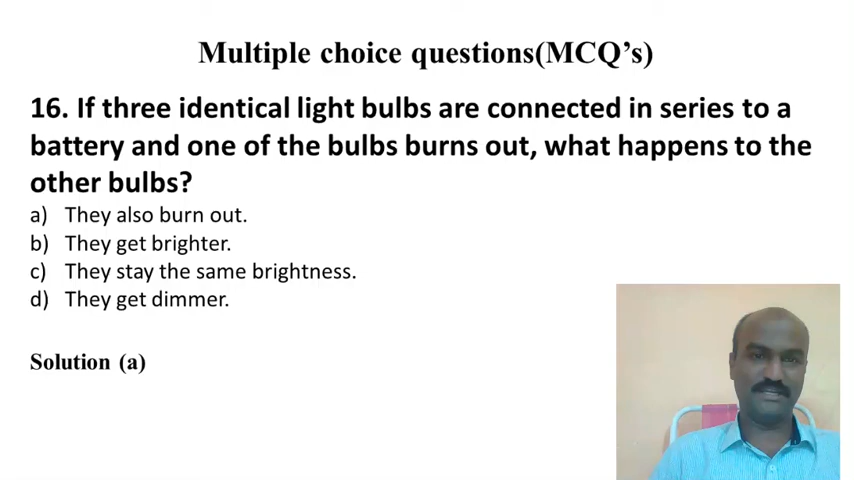 Multiple choice questions(MCQ’s)
16. If three identical light bulbs are connected in series to a
battery and one of the bulbs burns out, what happens to the
other bulbs?
a) They also burn out.
b) They get brighter.
c) They stay the same brightness.
d) They get dimmer.
Solution (a)